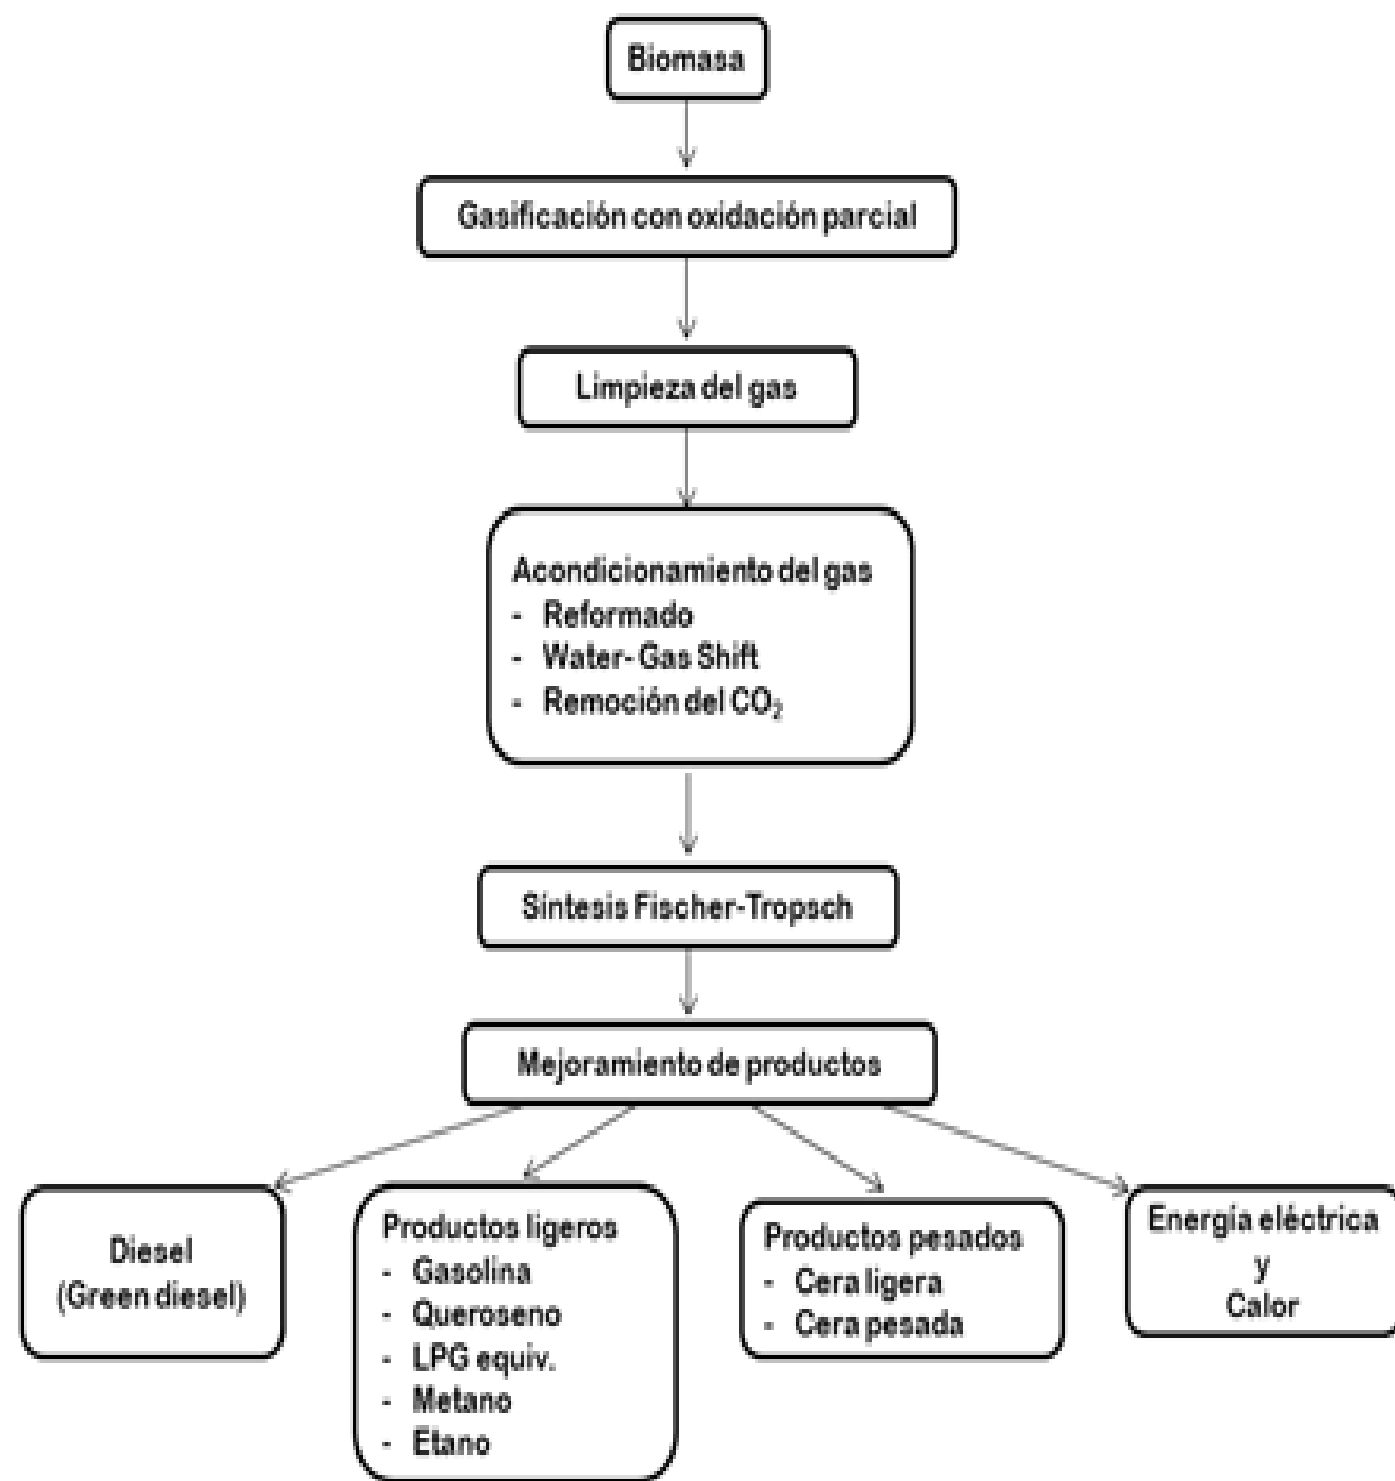 Biomasa
Gasificación con oxidación parcial
Limpieza del gas
Acondicionamiento del gas
- Reformado
- Water-Gas Shift
- Remoción del CO₂
Síntesis Fischer-Tropsch
Mejoramiento de productos
Diesel
(Green diesel)
Productos ligeros
- Gasolina
- Queroseno
- LPG equiv.
- Metano
- Etano
Productos pesados
- Cera ligera
- Cera pesada
Energía eléctrica
y
Calor